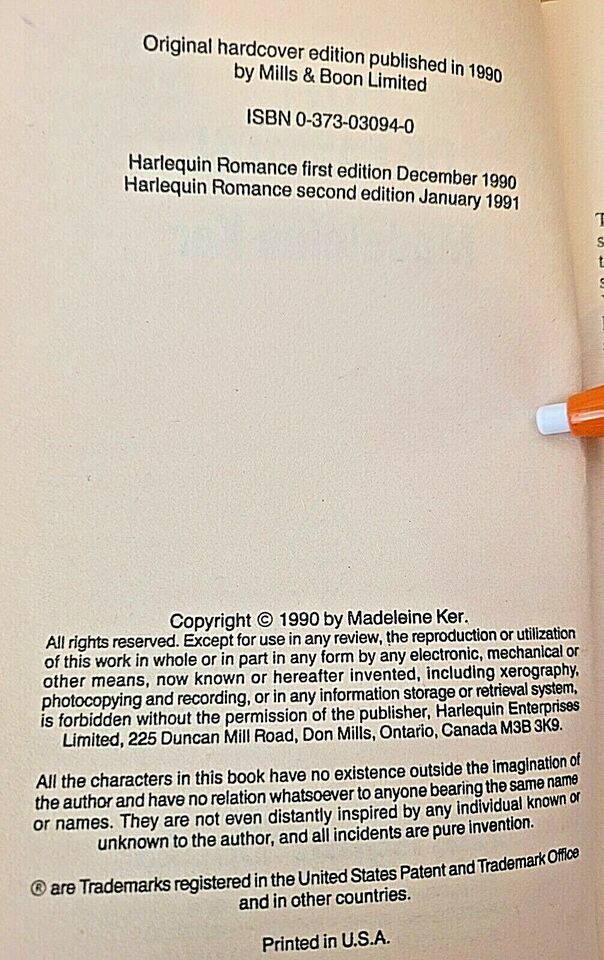 Original hardcover edition published in 1990
by Mills & Boon Limited
ISBN 0-373-03094-0
Harlequin Romance first edition December 1990
Harlequin Romance second edition January 1991
Copyright © 1990 by Madeleine Ker.
All rights reserved. Except for use in any review, the reproduction or utilization
of this work in whole or in part in any form by any electronic, mechanical or
other means, now known or hereafter invented, including xerography,
photocopying and recording, or in any information storage or retrieval system,
is forbidden without the permission of the publisher, Harlequin Enterprises
Limited, 225 Duncan Mill Road, Don Mills, Ontario, Canada M3B 3K9.
All the characters in this book have no existence outside the imagination of
the author and have no relation whatsoever to anyone bearing the same name
or names. They are not even distantly inspired by any individual known or
unknown to the author, and all incidents are pure invention.
® are Trademarks registered in the United States Patent and Trademark Office
and in other countries.
Printed in U.S.A.